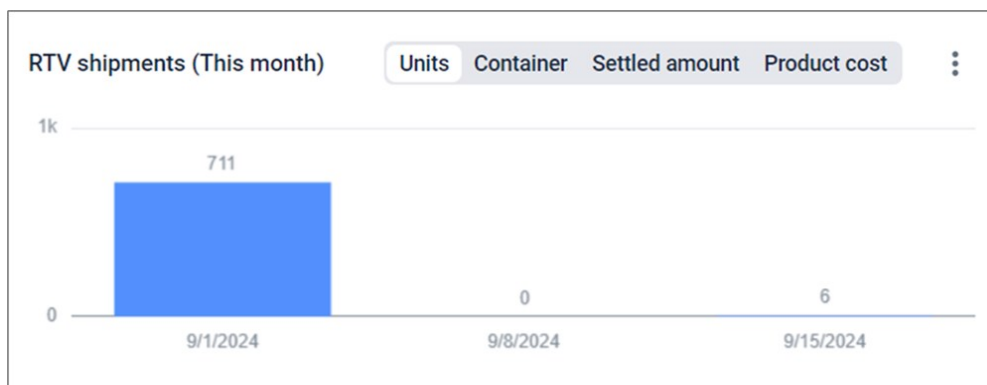 RTV shipments (This month)
Units Container Settled amount Product cost
1k
711
0
6
0
9/1/2024 9/8/2024 9/15/2024